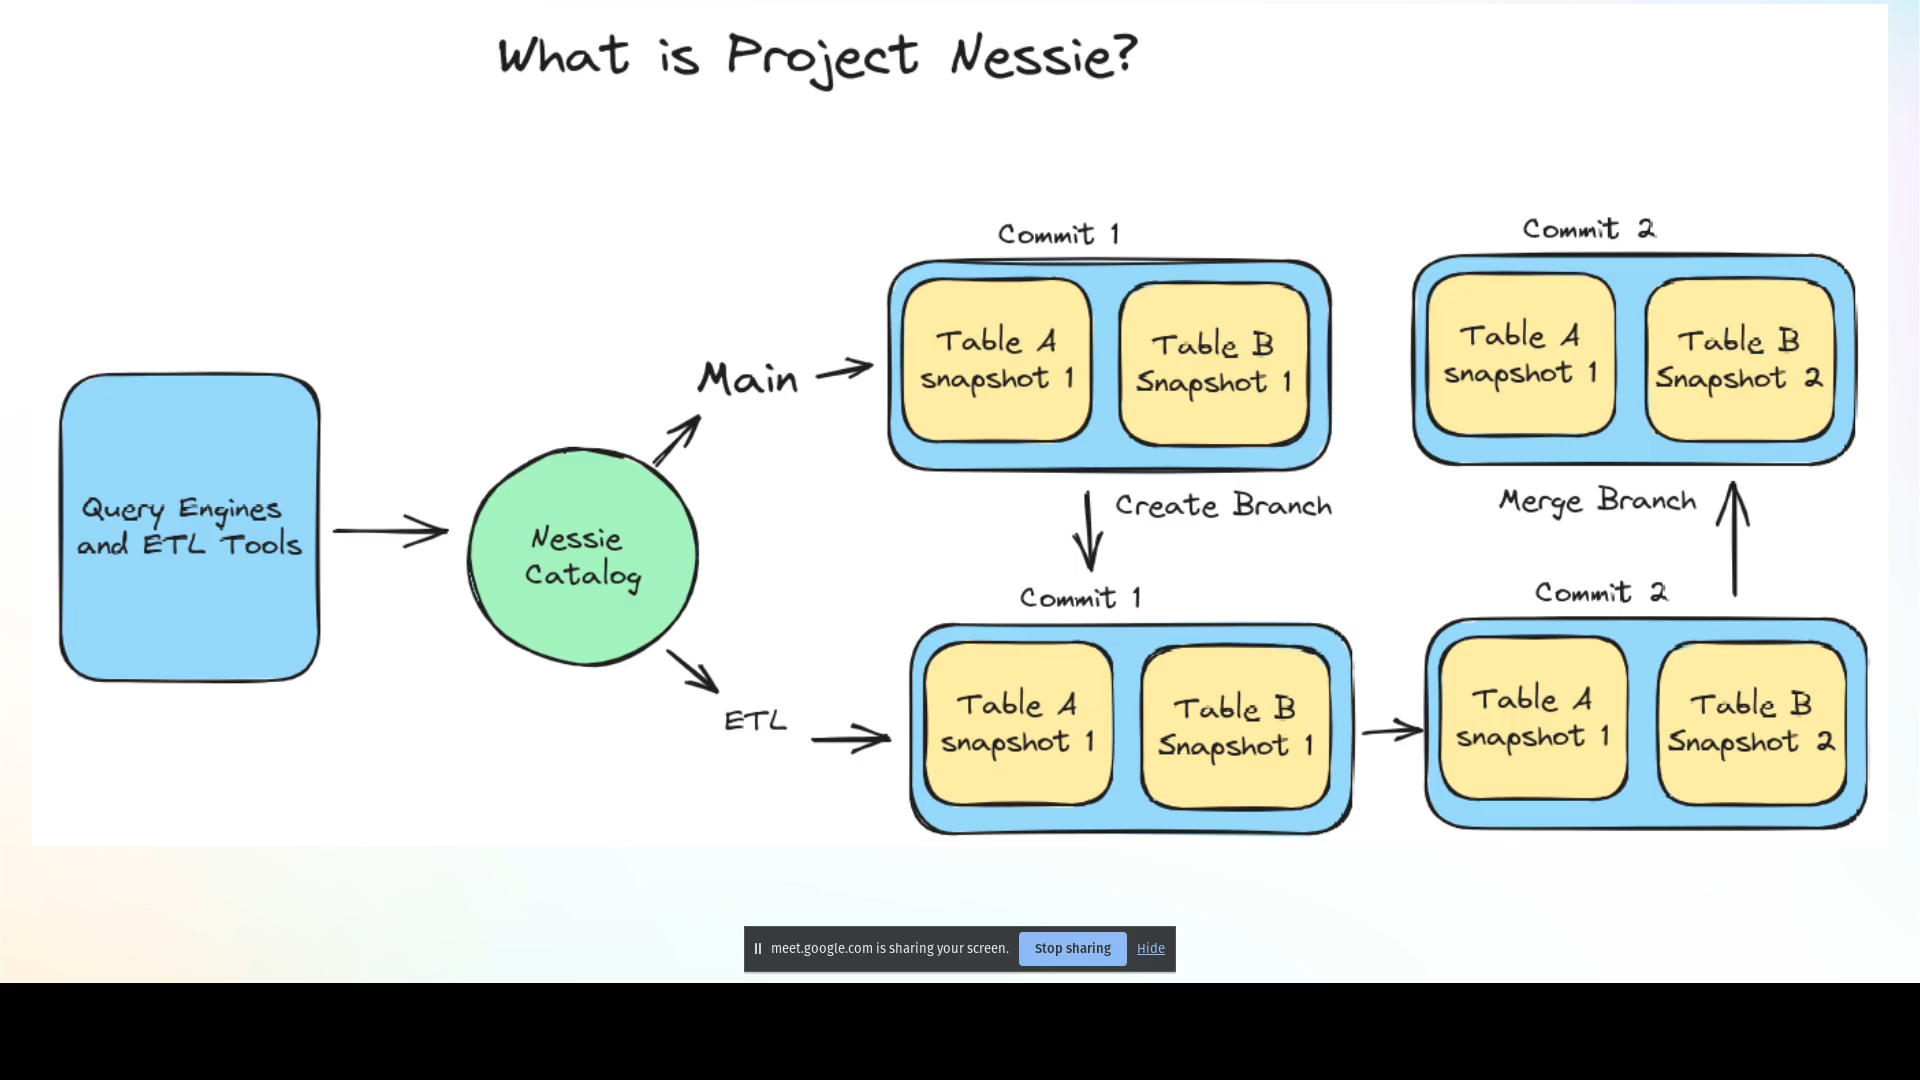 What is Project Nessie?
Commit 1
Commit 2
Table A
snapshot 1
Table B
Snapshot 1
Table A
snapshot 1
Table B
Snapshot 2
Main
Query Engines
and ETL Tools
Nessie
Catalog
Create Branch
Merge Branch
Commit 1
Commit 2
ETL
Table A
snapshot 1
Table B
Snapshot 1
Table A
snapshot 1
Table B
Snapshot 2
meet.google.com is sharing your screen.
Stop sharing
Hide